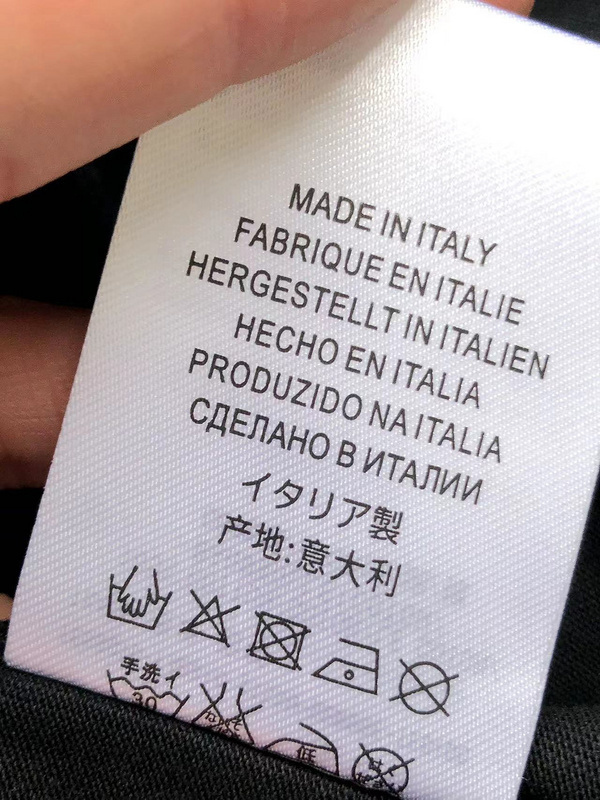 MADE IN ITALY
FABRIQUE EN ITALIE
HERGESTELLT IN ITALIEN
HECHO EN ITALIA
PRODUZIDO NA ITALIA
СДЕЛАНО В ИТАЛИИ
イタリア製
产地:意大利
手洗イ
30
低